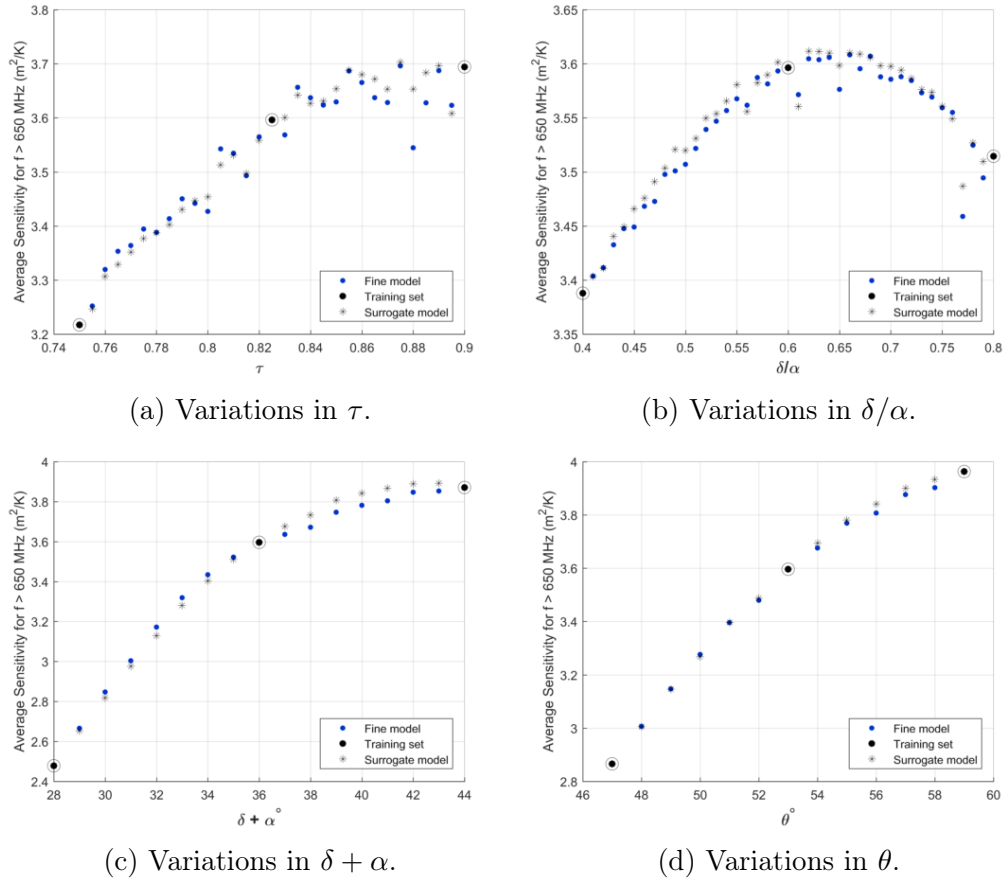 3.8
3.7
3.6
3.5
3.4
3.3
3.2
0.74 0.76 0.78 0.8 0.82 0.84 0.86 0.88 0.9
Average Sensitivity for f > 650 MHz (m²/K)
τ
Fine model
Training set
Surrogate model
(a) Variations in τ.
3.65
3.6
3.55
3.5
3.45
3.4
3.35
0.4 0.45 0.5 0.55 0.6 0.65 0.7 0.75 0.8
Average Sensitivity for f > 650 MHz (m²/K)
δ/α
Fine model
Training set
Surrogate model
(b) Variations in δ/α.
4
3.8
3.6
3.4
3.2
3
2.8
2.6
2.4
28 30 32 34 36 38 40 42 44
Average Sensitivity for f > 650 MHz (m²/K)
δ + α°
Fine model
Training set
Surrogate model
(c) Variations in δ + α.
4
3.8
3.6
3.4
3.2
3
2.8
46 48 50 52 54 56 58 60
Average Sensitivity for f > 650 MHz (m²/K)
θ°
Fine model
Training set
Surrogate model
(d) Variations in θ.